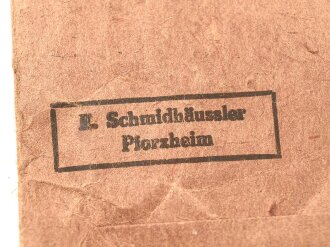 E. Schmidhäussler
Pforzheim